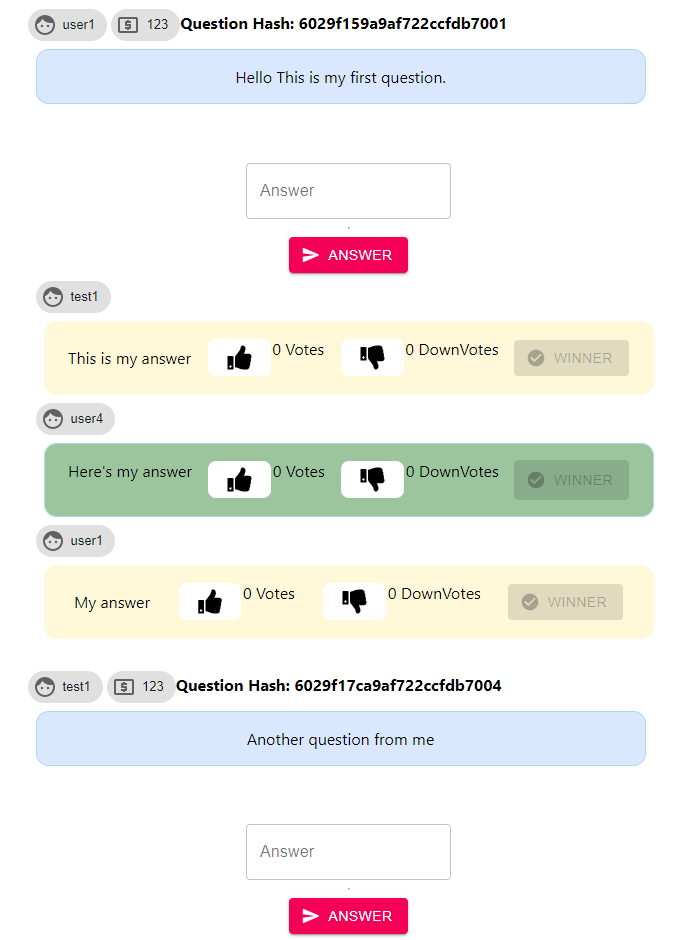 user1 123 Question Hash: 6029f159a9af722ccfdb7001
Hello This is my first question.
Answer
ANSWER
test1
This is my answer 0 Votes 0 DownVotes WINNER
user4
Here's my answer 0 Votes 0 DownVotes WINNER
user1
My answer 0 Votes 0 DownVotes WINNER
test1 123 Question Hash: 6029f17ca9af722ccfdb7004
Another question from me
Answer
ANSWER